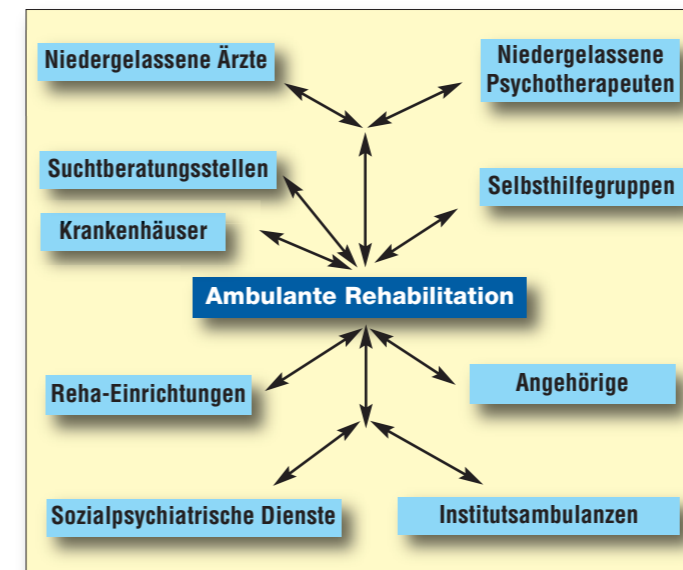 Niedergelassene Ärzte
Niedergelassene
Psychotherapeuten
Suchtberatungsstellen
Selbsthilfegruppen
Krankenhäuser
Ambulante Rehabilitation
Reha-Einrichtungen
Angehörige
Sozialpsychiatrische Dienste
Institutsambulanzen